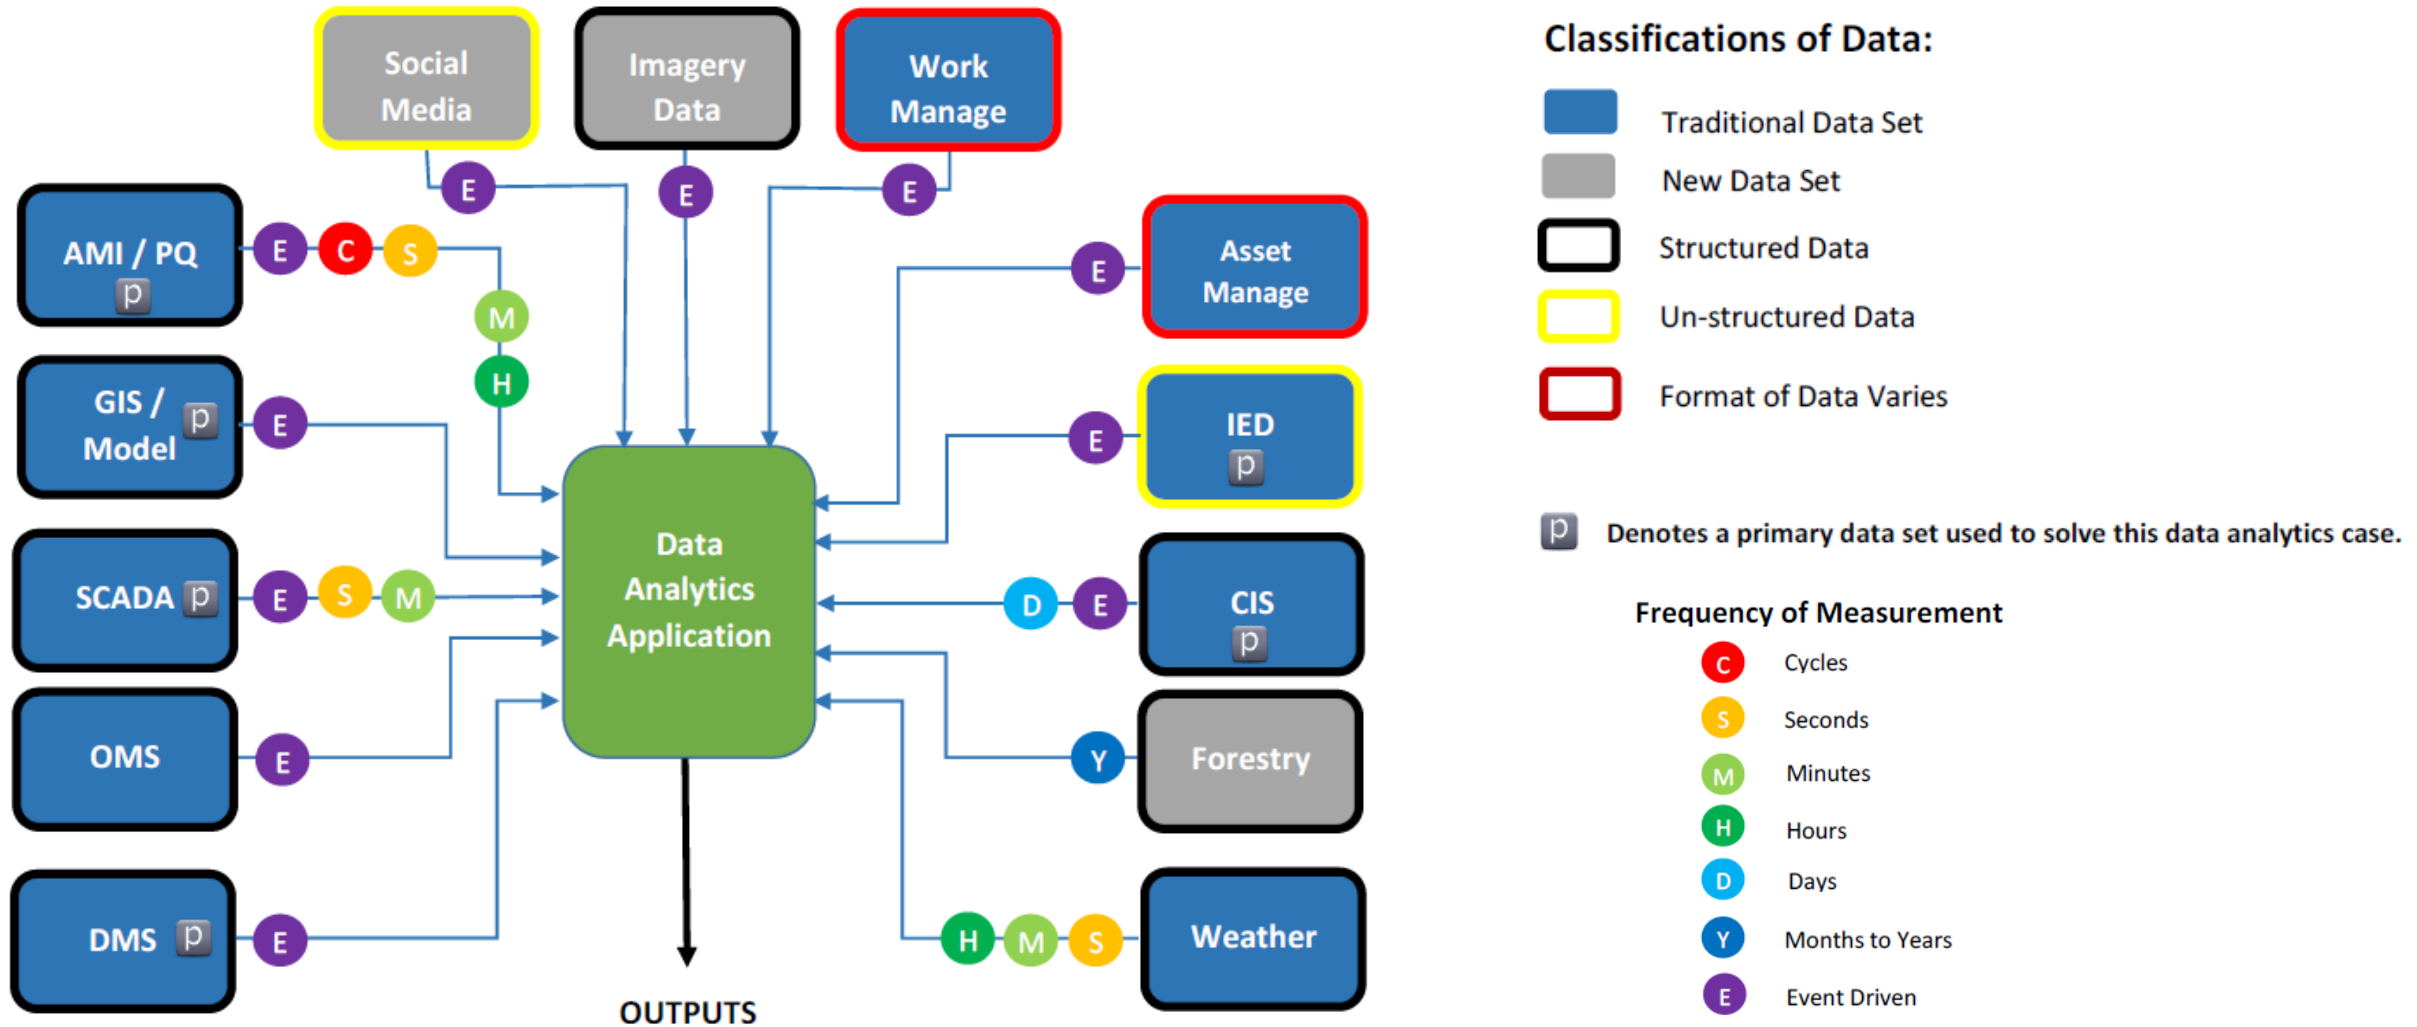 Social
Media
Imagery
Data
Work
Manage
E
E
E
AMI / PQ
p
E
C
S
M
H
Asset
Manage
E
GIS /
Model
p
E
IED
p
E
SCADA
p
E
S
M
Data
Analytics
Application
D
E
CIS
p
OMS
E
Y
Forestry
DMS
p
E
H
M
S
Weather
OUTPUTS
Classifications of Data:
Traditional Data Set
New Data Set
Structured Data
Un-structured Data
Format of Data Varies
p Denotes a primary data set used to solve this data analytics case.
Frequency of Measurement
C Cycles
S Seconds
M Minutes
H Hours
D Days
Y Months to Years
E Event Driven